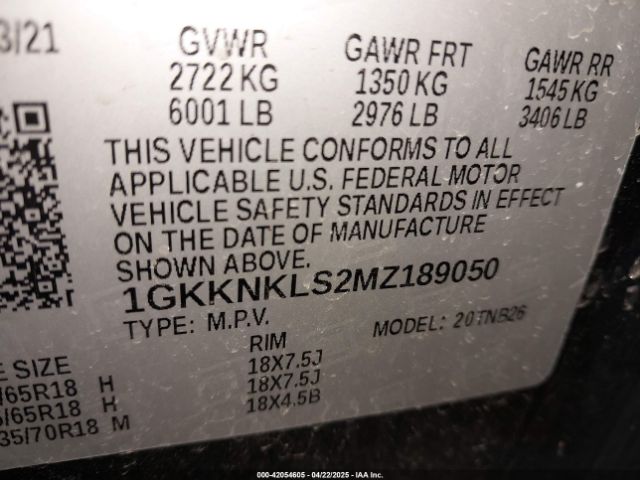 3/21
GVWR GAWR FRT GAWR RR
2722 KG 1350 KG 1545 KG
6001 LB 2976 LB 3406 LB
THIS VEHICLE CONFORMS TO ALL
APPLICABLE U.S. FEDERAL MOTOR
VEHICLE SAFETY STANDARDS IN EFFECT
ON THE DATE OF MANUFACTURE
SHOWN ABOVE.
1GKKNKLS2MZ189050
TYPE: M.P.V. MODEL: 20TNB26
E SIZE RIM
/65R18 H 18X7.5J
/65R18 H 18X7.5J
35/70R18 M 18X4.5B
000-42054605 - 04/22/2025 - IAA Inc.